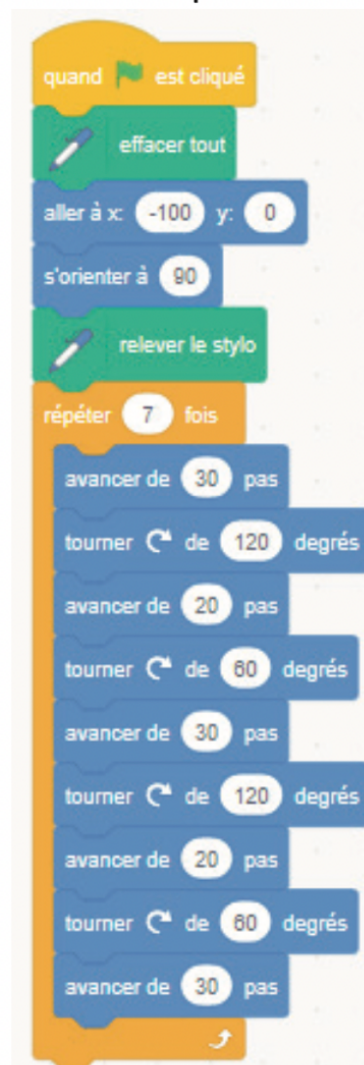 quand est cliqué
effacer tout
aller à x: -100 y: 0
s'orienter à 90
relever le stylo
répéter 7 fois
avancer de 30 pas
tourner de 120 degrés
avancer de 20 pas
tourner de 60 degrés
avancer de 30 pas
tourner de 120 degrés
avancer de 20 pas
tourner de 60 degrés
avancer de 30 pas